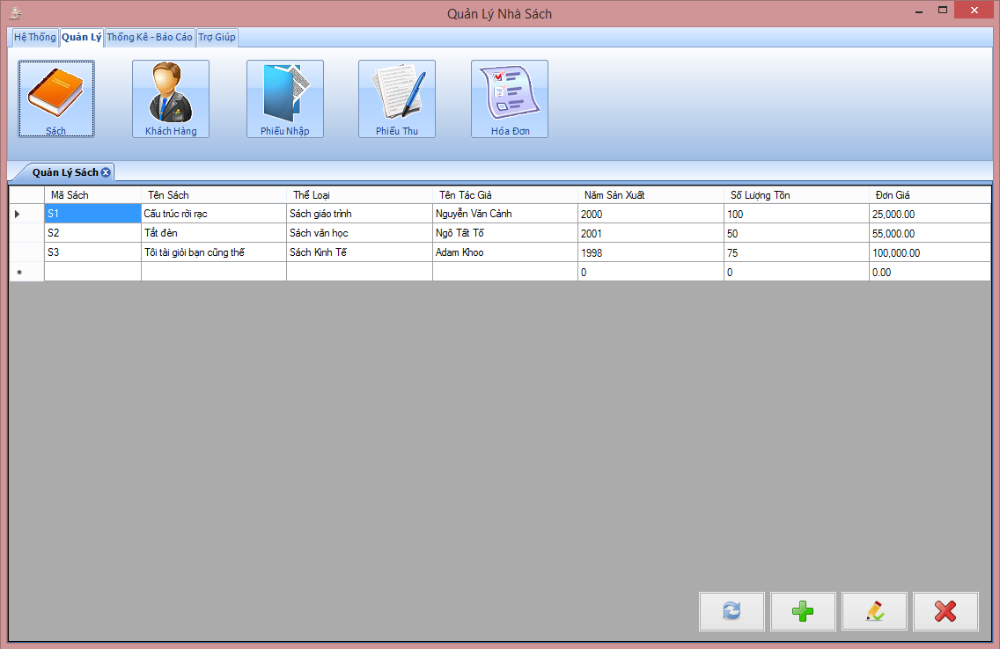 Quản Lý Nhà Sách
Hệ Thống Quản Lý Thống Kê - Báo Cáo Trợ Giúp
Sách Khách Hàng Phiếu Nhập Phiếu Thu Hóa Đơn
Quản Lý Sách
Mã Sách Tên Sách Thể Loại Tên Tác Giả Năm Sản Xuất Số Lượng Tồn Đơn Giá
S1 Cấu trúc rời rạc Sách giáo trình Nguyễn Văn Cảnh 2000 100 25,000.00
S2 Tắt đèn Sách văn học Ngô Tất Tố 2001 50 55,000.00
S3 Tôi tài giỏi bạn cũng thế Sách Kinh Tế Adam Khoo 1998 75 100,000.00
* 0 0 0.00